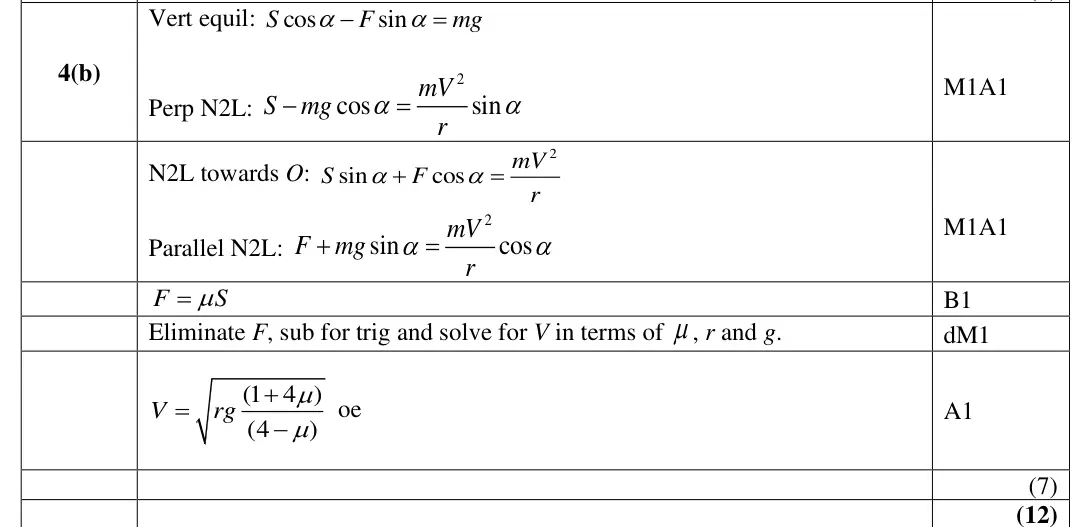 Vert equil: S cos α − F sin α = mg
4(b)
Perp N2L: S − mg cos α = mV²/r sin α
M1A1
N2L towards O: S sin α + F cos α = mV²/r
Parallel N2L: F + mg sin α = mV²/r cos α
M1A1
F = μS B1
Eliminate F, sub for trig and solve for V in terms of μ, r and g. dM1
V = √(rg (1+4μ)/(4−μ)) oe A1
(7)
(12)